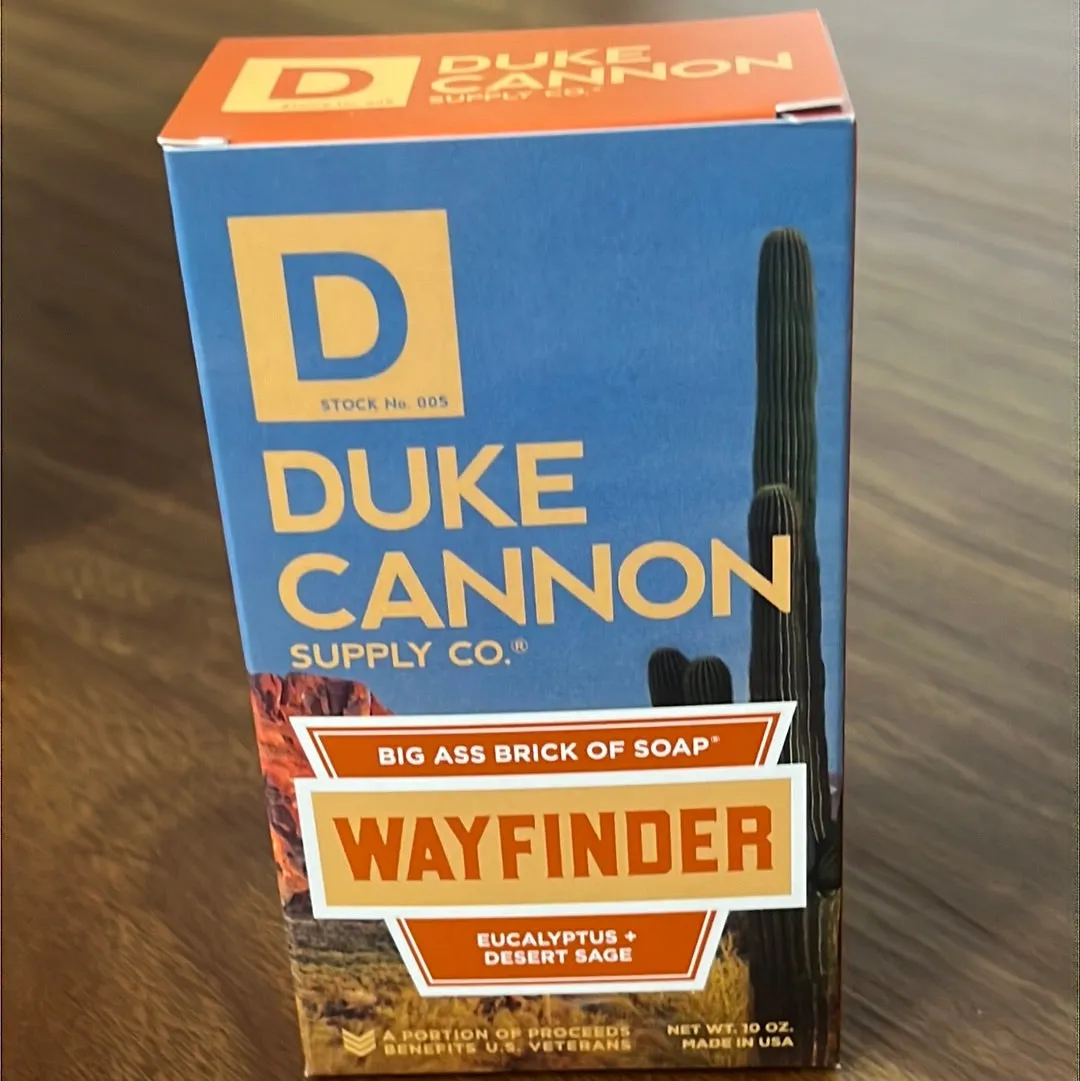 D
DUKE
CANNON
SUPPLY CO.
D
STOCK No. 005
DUKE
CANNON
SUPPLY CO.®
BIG ASS BRICK OF SOAP®
WAYFINDER
EUCALYPTUS +
DESERT SAGE
A PORTION OF PROCEEDS
BENEFITS U.S. VETERANS
NET WT. 10 OZ.
MADE IN USA